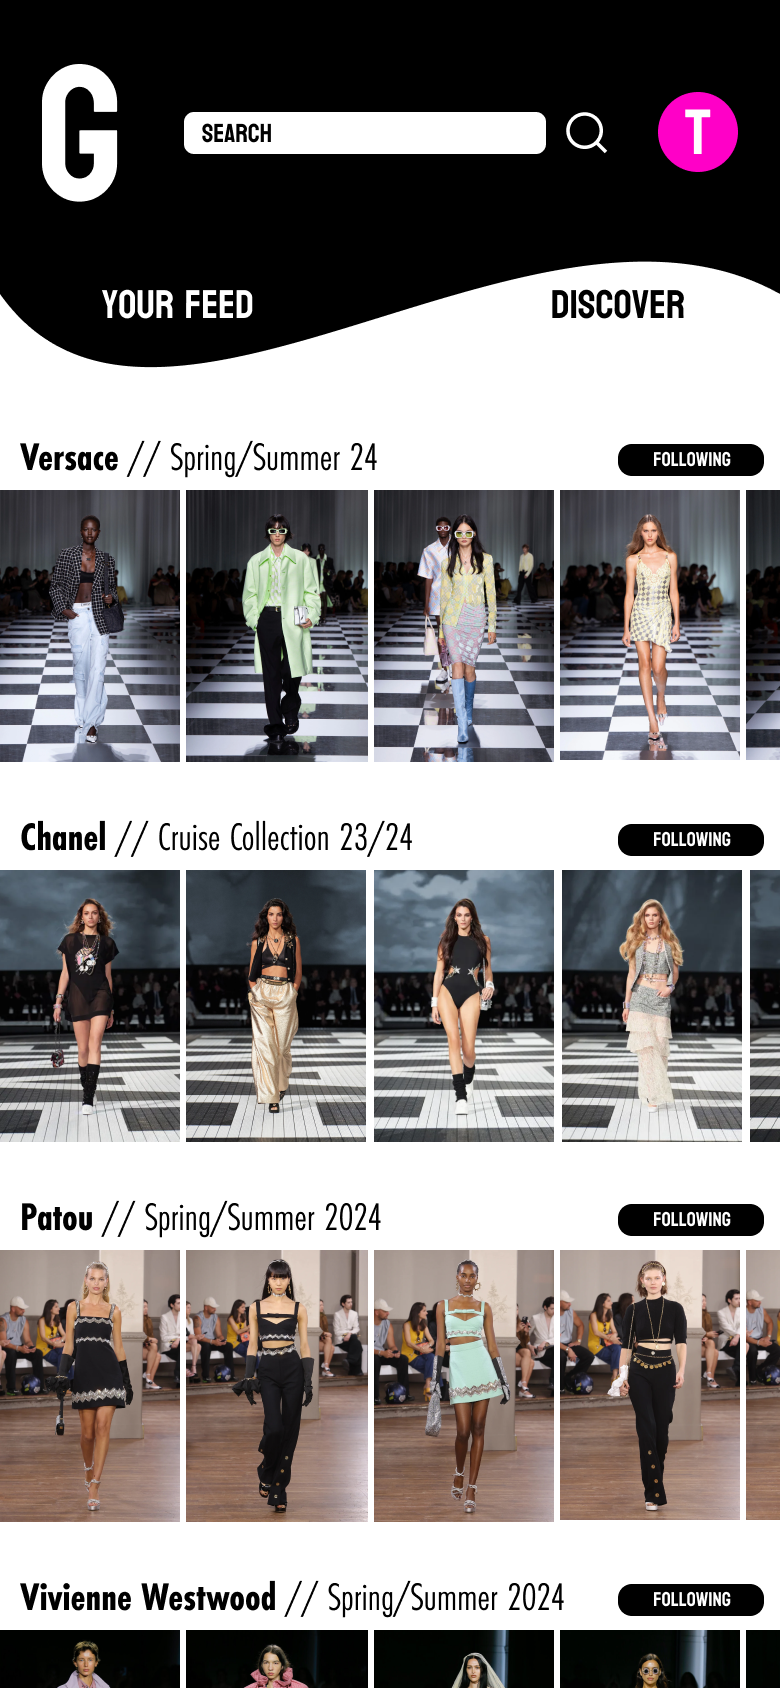 G
SEARCH
T
YOUR FEED
DISCOVER
Versace // Spring/Summer 24
FOLLOWING
Chanel // Cruise Collection 23/24
FOLLOWING
Patou // Spring/Summer 2024
FOLLOWING
Vivienne Westwood // Spring/Summer 2024
FOLLOWING